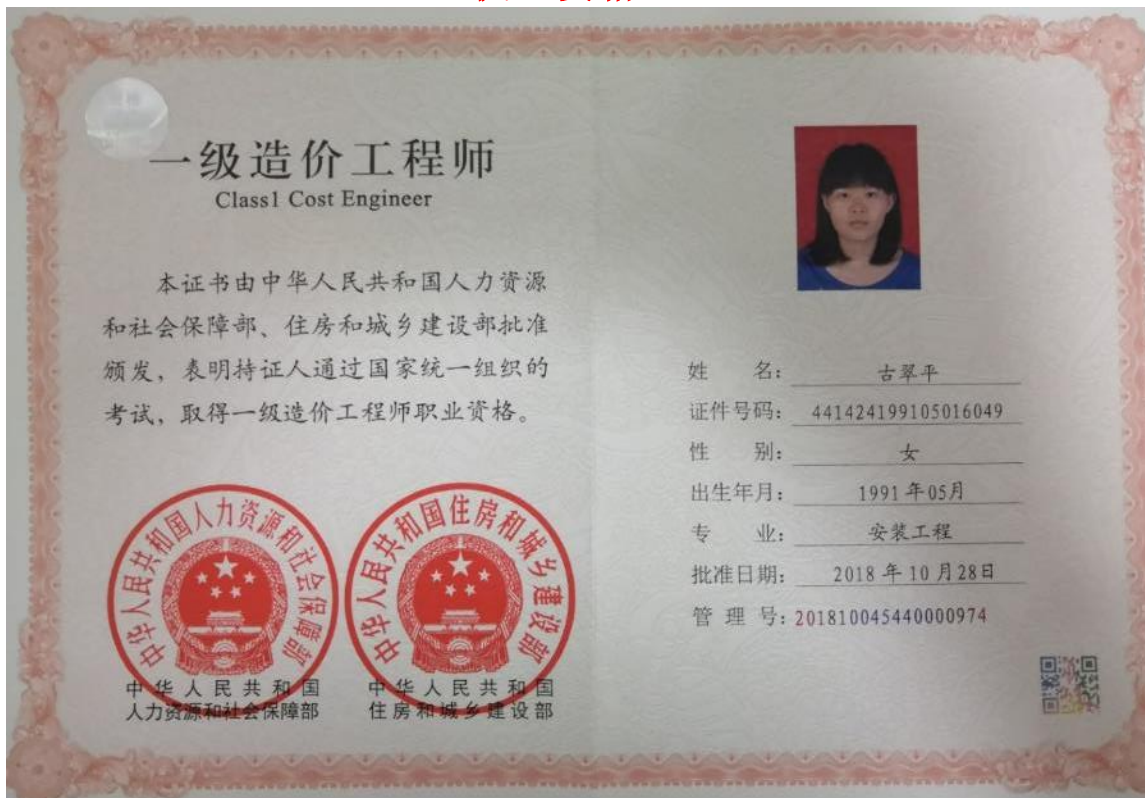 一级造价工程师
Class1 Cost Engineer
本证书由中华人民共和国人力资源
和社会保障部、住房和城乡建设部批准
颁发，表明持证人通过国家统一组织的
考试，取得一级造价工程师职业资格。
中华人民共和国人力资源和社会保障部
中华人民共和国住房和城乡建设部
中华人民共和国
人力资源和社会保障部
中华人民共和国
住房和城乡建设部
姓 名：古翠平
证件号码：441424199105016049
性 别：女
出生年月：1991年05月
专 业：安装工程
批准日期：2018年10月28日
管 理 号：201810045440000974